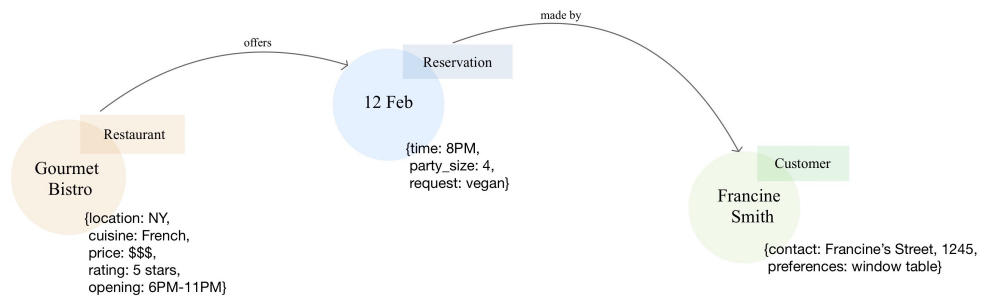 made by
offers
Reservation
12 Feb
{time: 8PM,
party_size: 4,
request: vegan}
Restaurant
Gourmet
Bistro
{location: NY,
cuisine: French,
price: $$$,
rating: 5 stars,
opening: 6PM-11PM}
Customer
Francine
Smith
{contact: Francine’s Street, 1245,
preferences: window table}